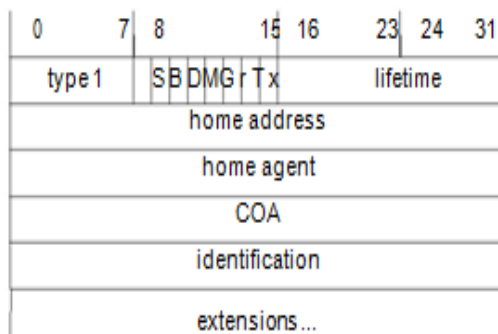 0 7 8 15 16 23 24 31
type 1 S B D M G r T x lifetime
home address
home agent
COA
identification
extensions...